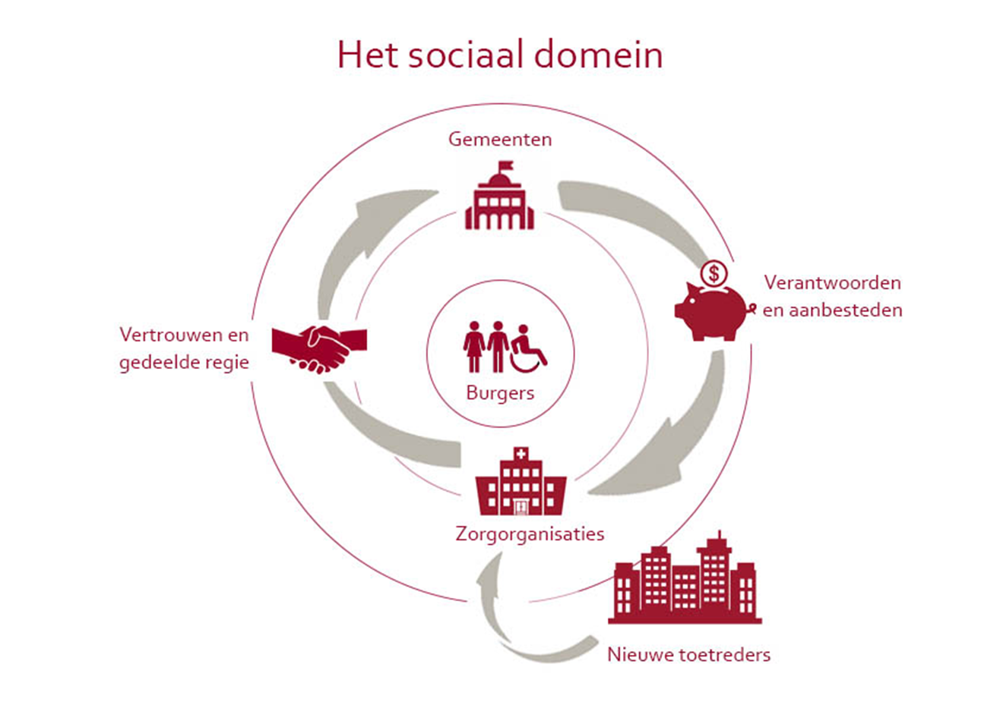 Het sociaal domein
Gemeenten
$
Verantwoorden
en aanbesteden
Vertrouwen en
gedeelde regie
Burgers
Zorgorganisaties
Nieuwe toetreders